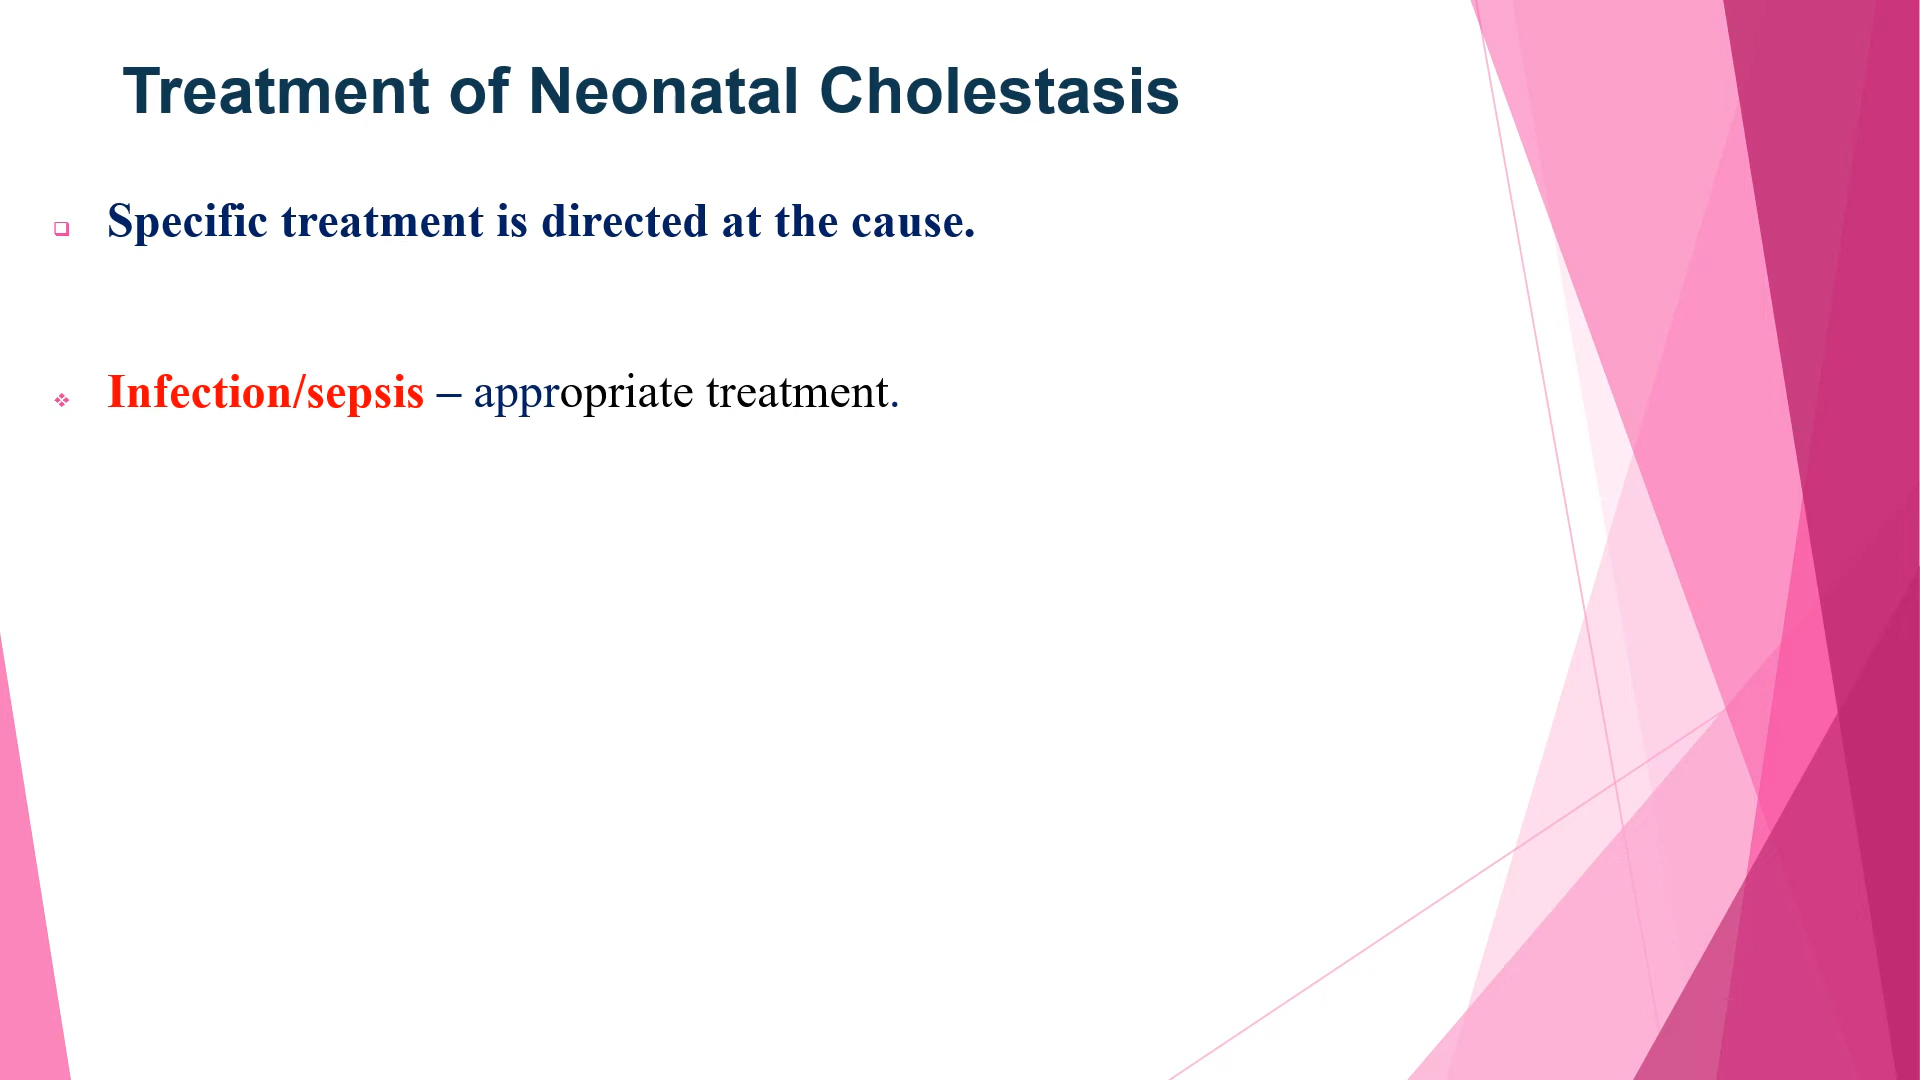 Treatment of Neonatal Cholestasis
Specific treatment is directed at the cause.
Infection/sepsis – appropriate treatment.